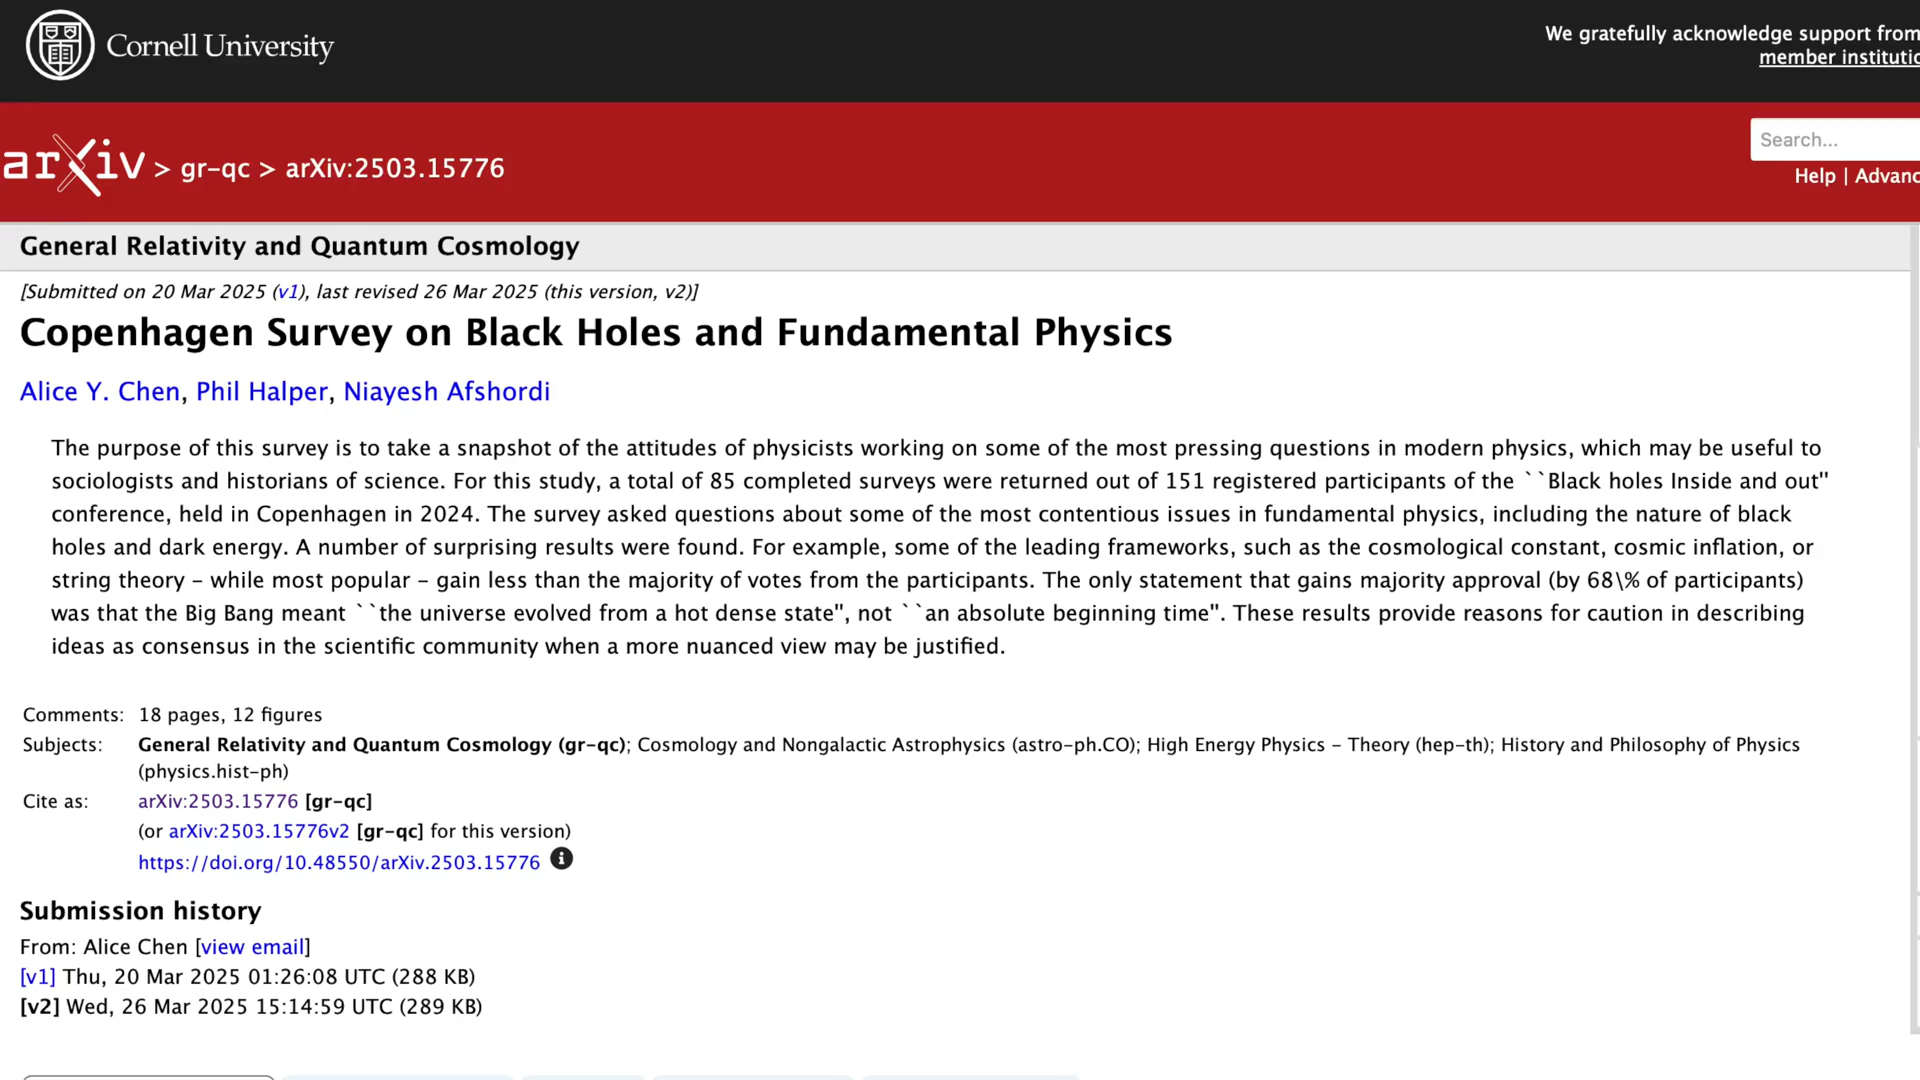 Cornell University
We gratefully acknowledge support from
member institutio
arXiv > gr-qc > arXiv:2503.15776
Search...
Help | Advanc
General Relativity and Quantum Cosmology
[Submitted on 20 Mar 2025 (v1), last revised 26 Mar 2025 (this version, v2)]
Copenhagen Survey on Black Holes and Fundamental Physics
Alice Y. Chen, Phil Halper, Niayesh Afshordi
The purpose of this survey is to take a snapshot of the attitudes of physicists working on some of the most pressing questions in modern physics, which may be useful to
sociologists and historians of science. For this study, a total of 85 completed surveys were returned out of 151 registered participants of the ``Black holes Inside and out''
conference, held in Copenhagen in 2024. The survey asked questions about some of the most contentious issues in fundamental physics, including the nature of black
holes and dark energy. A number of surprising results were found. For example, some of the leading frameworks, such as the cosmological constant, cosmic inflation, or
string theory – while most popular – gain less than the majority of votes from the participants. The only statement that gains majority approval (by 68\% of participants)
was that the Big Bang meant ``the universe evolved from a hot dense state", not ``an absolute beginning time". These results provide reasons for caution in describing
ideas as consensus in the scientific community when a more nuanced view may be justified.
Comments: 18 pages, 12 figures
Subjects: General Relativity and Quantum Cosmology (gr-qc); Cosmology and Nongalactic Astrophysics (astro-ph.CO); High Energy Physics – Theory (hep-th); History and Philosophy of Physics
(physics.hist-ph)
Cite as: arXiv:2503.15776 [gr-qc]
(or arXiv:2503.15776v2 [gr-qc] for this version)
https://doi.org/10.48550/arXiv.2503.15776
Submission history
From: Alice Chen [view email]
[v1] Thu, 20 Mar 2025 01:26:08 UTC (288 KB)
[v2] Wed, 26 Mar 2025 15:14:59 UTC (289 KB)